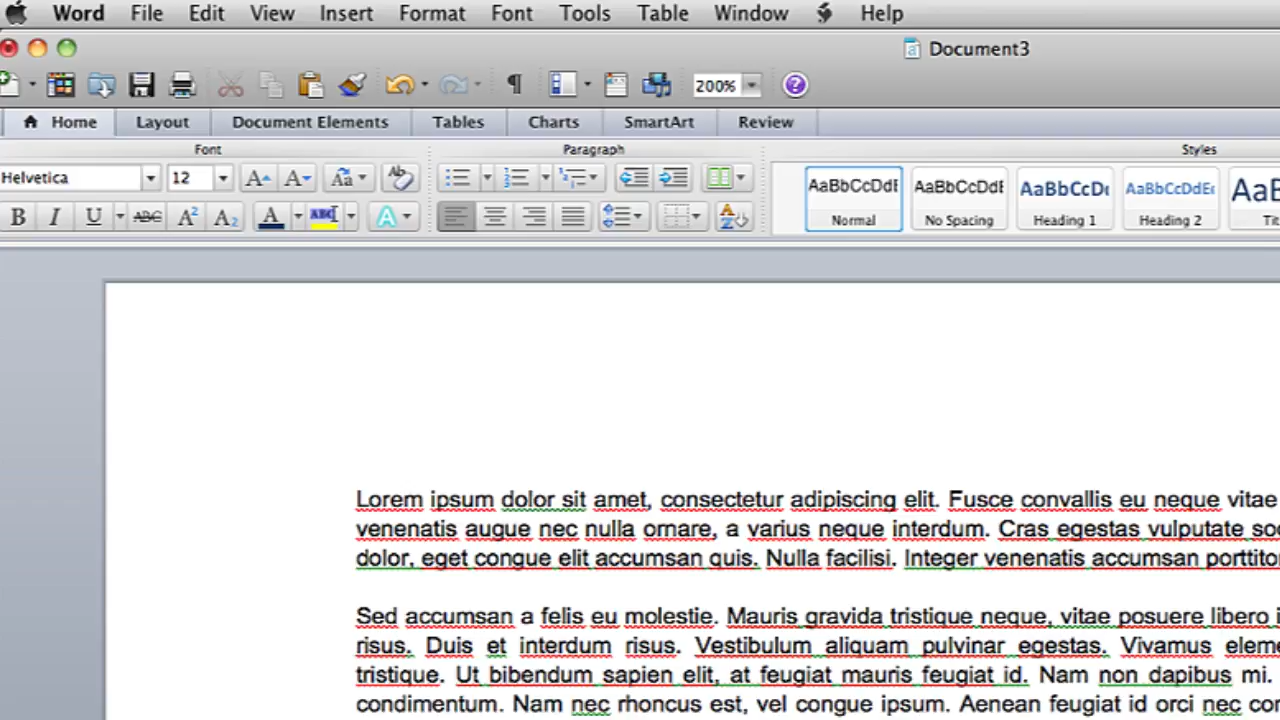 Word File Edit View Insert Format Font Tools Table Window Help
Document3
200%
Home Layout Document Elements Tables Charts SmartArt Review
Font Paragraph Styles
Helvetica 12
AaBbCcDdE AaBbCcDdE AaBbCcDc AaBbCcDdEe AaB
B I U ABC A2 A2 A ABC A
Normal No Spacing Heading 1 Heading 2
Lorem ipsum dolor sit amet, consectetur adipiscing elit. Fusce convallis eu neque vitae
venenatis augue nec nulla ornare, a varius neque interdum. Cras egestas vulputate
dolor, eget congue elit accumsan quis. Nulla facilisi. Integer venenatis accumsan
Sed accumsan a felis eu molestie. Mauris gravida tristique neque, vitae posuere libero
risus. Duis et interdum risus. Vestibulum aliquam pulvinar egestas. Vivamus
tristique. Ut bibendum sapien elit, at feugiat mauris feugiat id. Nam non dapibus mi.
condimentum. Nam nec rhoncus est, vel congue ipsum. Aenean feugiat id orci nec